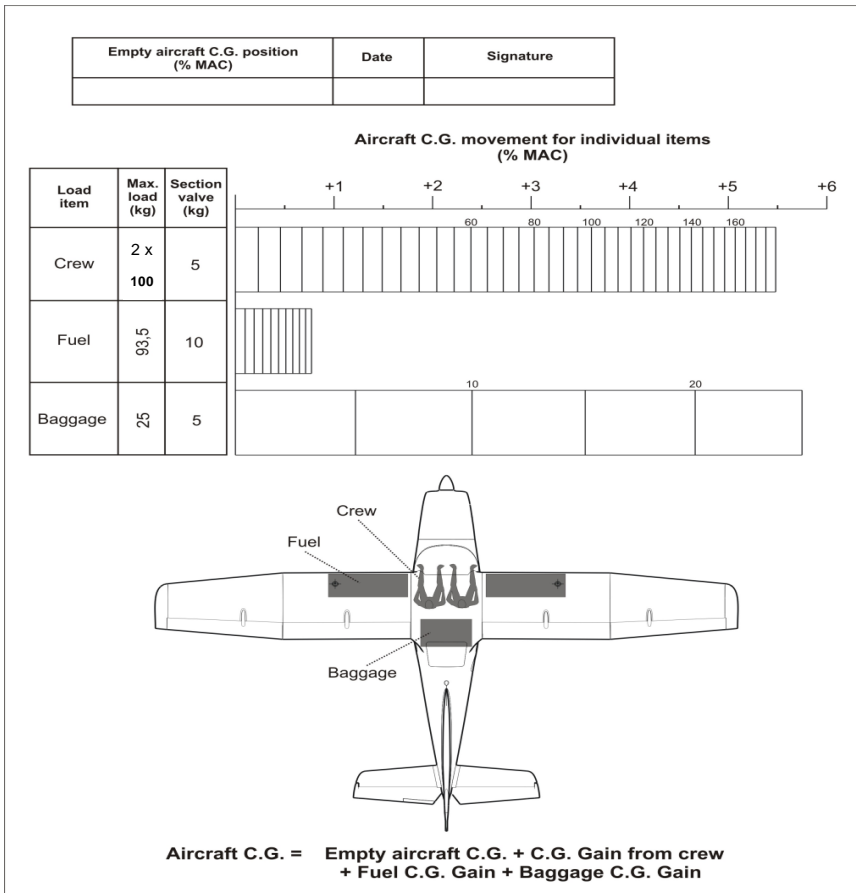 Empty aircraft C.G. position
(% MAC)
Date
Signature
Aircraft C.G. movement for individual items
(% MAC)
Load
item
Max.
load
(kg)
Section
valve
(kg)
+1 +2 +3 +4 +5 +6
60 80 100 120 140 160
Crew
2 x
100
5
Fuel
93,5
10
10 20
Baggage
25
5
Crew
Fuel
Baggage
Aircraft C.G. = Empty aircraft C.G. + C.G. Gain from crew
+ Fuel C.G. Gain + Baggage C.G. Gain